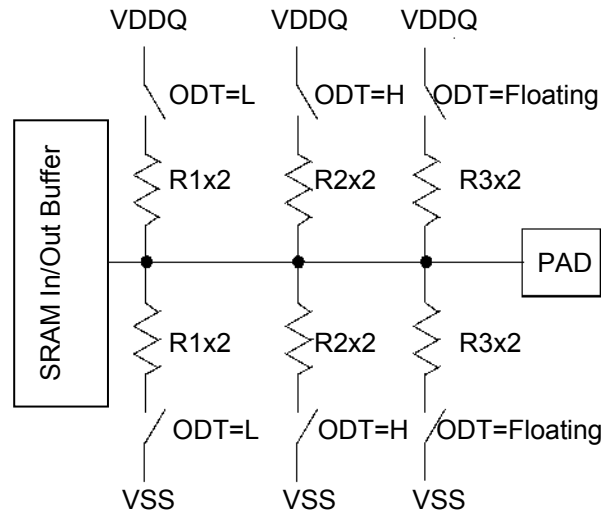 VDDQ VDDQ VDDQ
ODT=L ODT=H ODT=Floating
SRAM In/Out Buffer
R1x2 R2x2 R3x2
PAD
R1x2 R2x2 R3x2
ODT=L ODT=H ODT=Floating
VSS VSS VSS